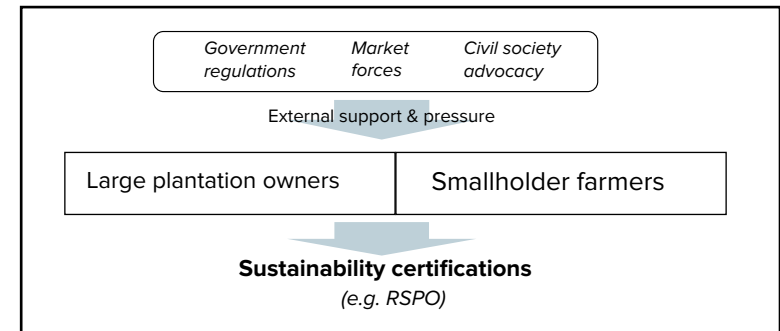 Government Market Civil society
regulations forces advocacy
External support & pressure
Large plantation owners Smallholder farmers
Sustainability certifications
(e.g. RSPO)